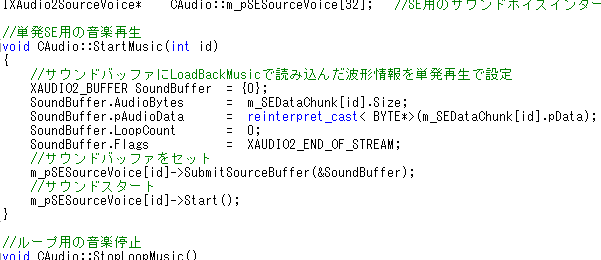 IXAudio2SourceVoice*    CAudio::m_pSESourceVoice[32];  //SE用のサウンドボイスインター
//単発SE用の音楽再生
void CAudio::StartMusic(int id)
{
//サウンドバッファにLoadBackMusicで読み込んだ波形情報を単発再生で設定
XAUDIO2_BUFFER SoundBuffer  = {0};
SoundBuffer.AudioBytes      =  m_SEDataChunk[id].Size;
SoundBuffer.pAudioData      =  reinterpret_cast< BYTE*>(m_SEDataChunk[id].pData);
SoundBuffer.LoopCount       =  0;
SoundBuffer.Flags           =  XAUDIO2_END_OF_STREAM;
//サウンドバッファをセット
m_pSESourceVoice[id]->SubmitSourceBuffer(&SoundBuffer);
//サウンドスタート
m_pSESourceVoice[id]->Start();
}
//ループ用の音楽停止
void CAudio::StopLoopMusic()